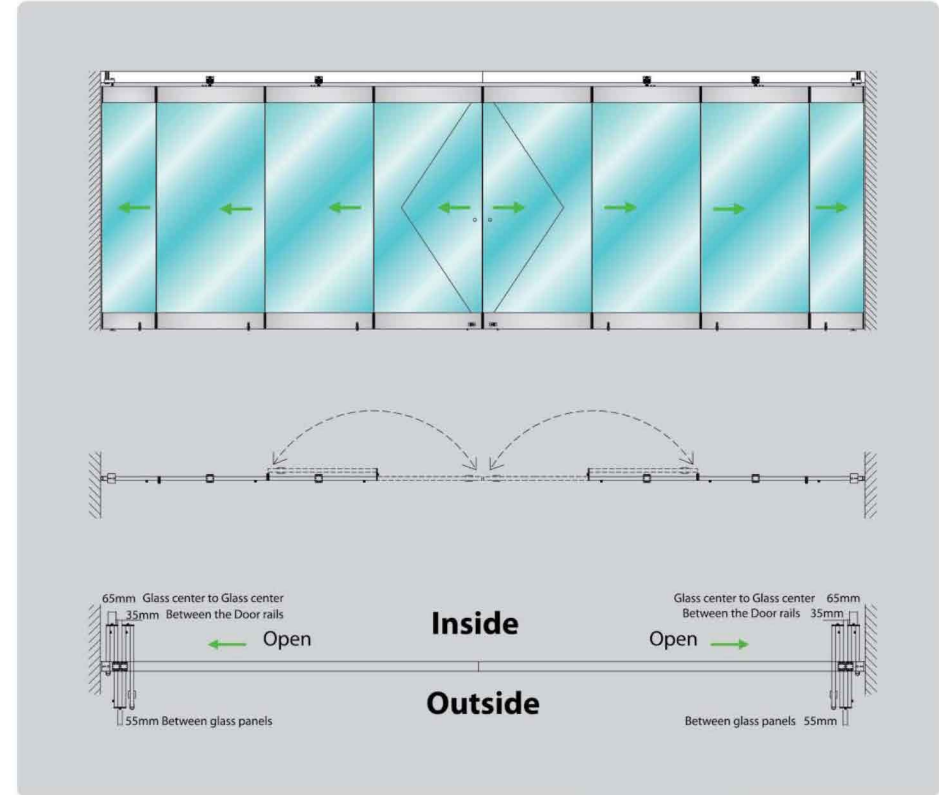 65mm Glass center to Glass center
35mm Between the Door rails
Open
55mm Between glass panels
Inside
Outside
Glass center to Glass center 65mm
Between the Door rails 35mm
Open
Between glass panels 55mm